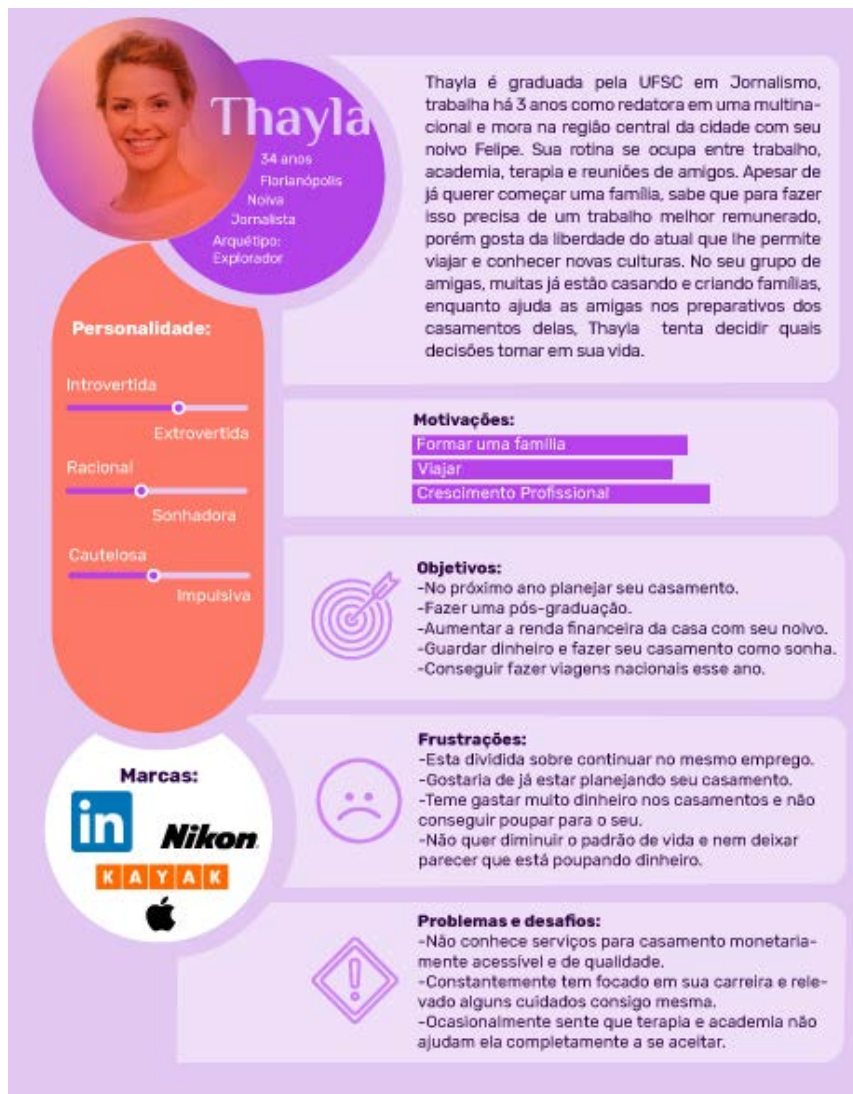 Thayla
34 anos
Florianópolis
Noiva
Jornalista
Arquétipo:
Explorador
Thayla é graduada pela UFSC em Jornalismo,
trabalha há 3 anos como redatora em uma multina-
cional e mora na região central da cidade com seu
noivo Felipe. Sua rotina se ocupa entre trabalho,
academia, terapia e reuniões de amigos. Apesar de
já querer começar uma família, sabe que para fazer
isso precisa de um trabalho melhor remunerado,
porém gosta da liberdade do atual que lhe permite
viajar e conhecer novas culturas. No seu grupo de
amigas, muitas já estão casando e criando famílias,
enquanto ajuda as amigas nos preparativos dos
casamentos delas, Thayla tenta decidir quais
decisões tomar em sua vida.
Personalidade:
Introvertida
Extrovertida
Racional
Sonhadora
Cautelosa
Impulsiva
Motivações:
Formar uma família
Viajar
Crescimento Profissional
Objetivos:
-No próximo ano planejar seu casamento.
-Fazer uma pós-graduação.
-Aumentar a renda financeira da casa com seu noivo.
-Guardar dinheiro e fazer seu casamento como sonha.
-Conseguir fazer viagens nacionais esse ano.
Marcas:
in
Nikon
KAYAK
Frustrações:
-Esta dividida sobre continuar no mesmo emprego.
-Gostaria de já estar planejando seu casamento.
-Teme gastar muito dinheiro nos casamentos e não
conseguir poupar para o seu.
-Não quer diminuir o padrão de vida e nem deixar
parecer que está poupando dinheiro.
Problemas e desafios:
-Não conhece serviços para casamento monetaria-
mente acessível e de qualidade.
-Constantemente tem focado em sua carreira e rele-
vado alguns cuidados consigo mesma.
-Ocasionalmente sente que terapia e academia não
ajudam ela completamente a se aceitar.